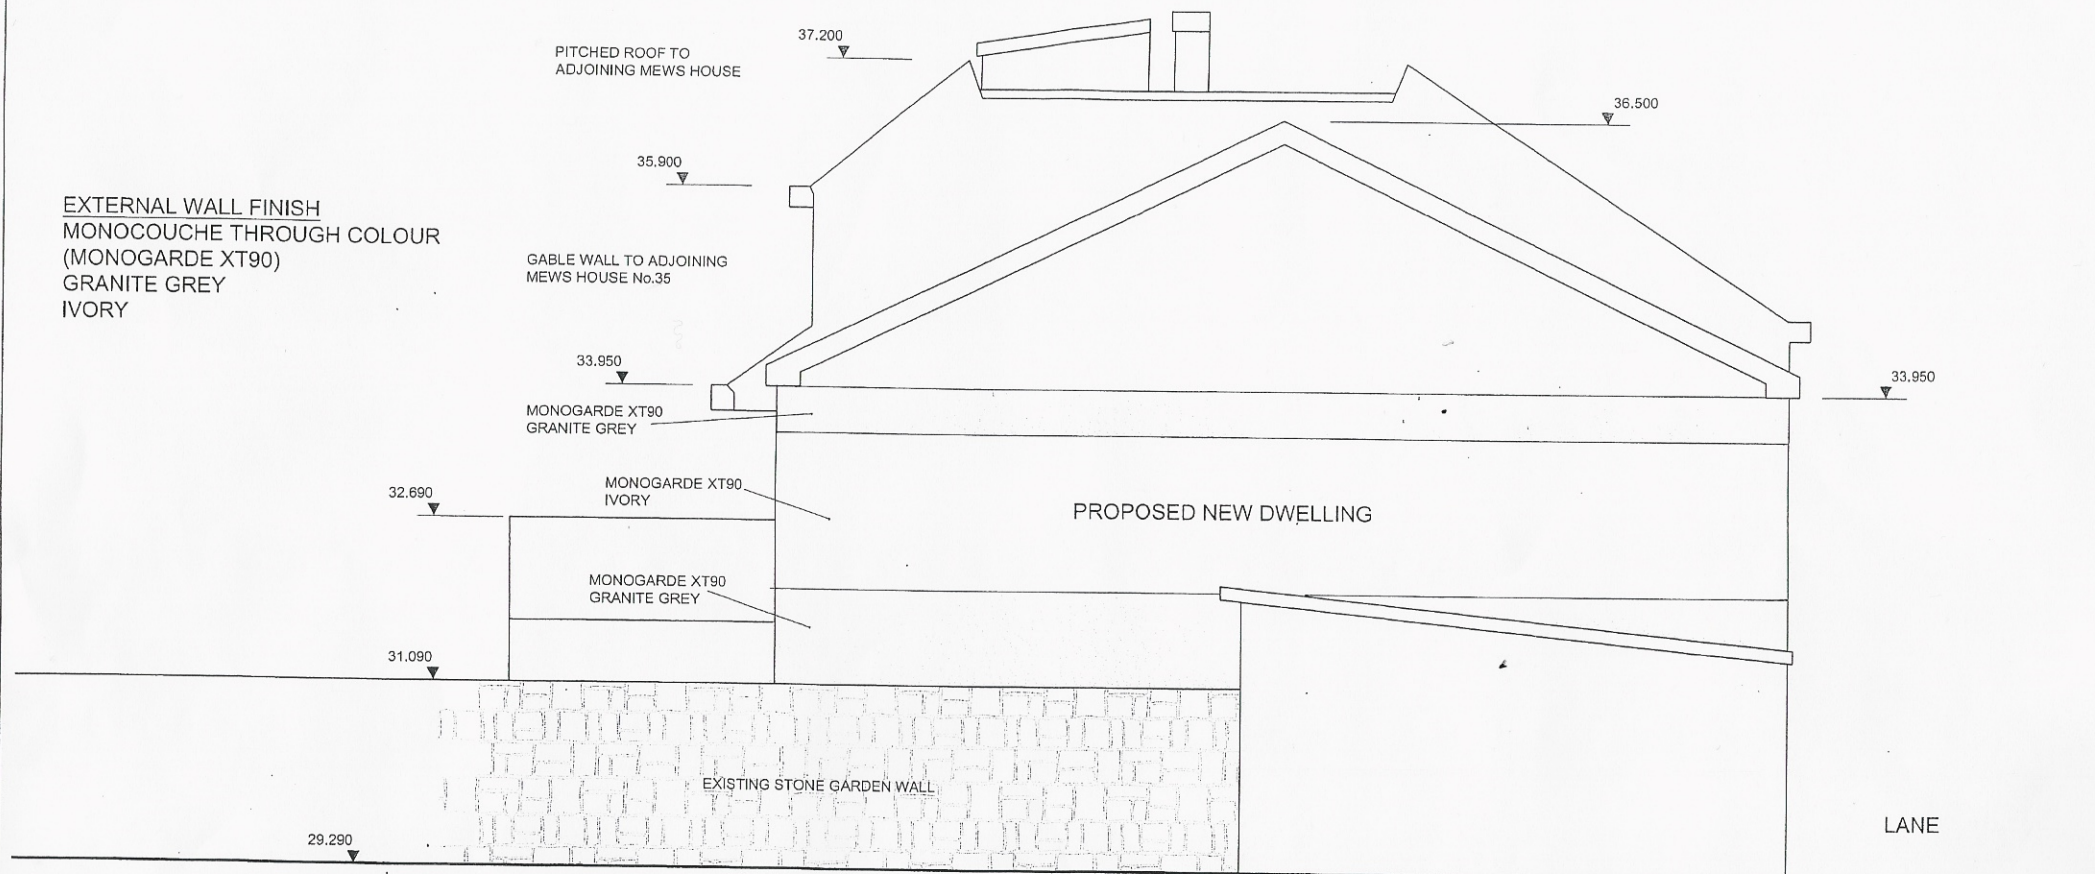 PITCHED ROOF TO
ADJOINING MEWS HOUSE
37.200
36.500
35.900
EXTERNAL WALL FINISH
MONOCOUCHE THROUGH COLOUR
(MONOGARDE XT90)
GRANITE GREY
IVORY
GABLE WALL TO ADJOINING
MEWS HOUSE No.35
33.950
33.950
MONOGARDE XT90
GRANITE GREY
MONOGARDE XT90
IVORY
32.690
PROPOSED NEW DWELLING
MONOGARDE XT90
GRANITE GREY
31.090
EXISTING STONE GARDEN WALL
29.290
LANE